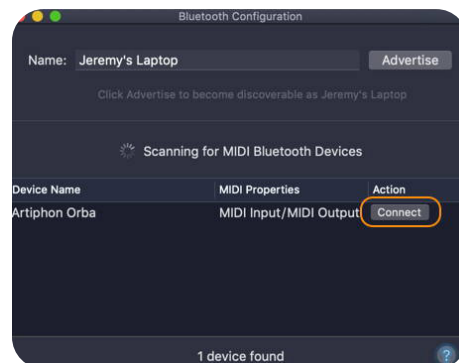 Bluetooth Configuration
Name: Jeremy's Laptop Advertise
Click Advertise to become discoverable as Jeremy's Laptop
Scanning for MIDI Bluetooth Devices
Device Name MIDI Properties Action
Artiphon Orba MIDI Input/MIDI Output Connect
1 device found ?